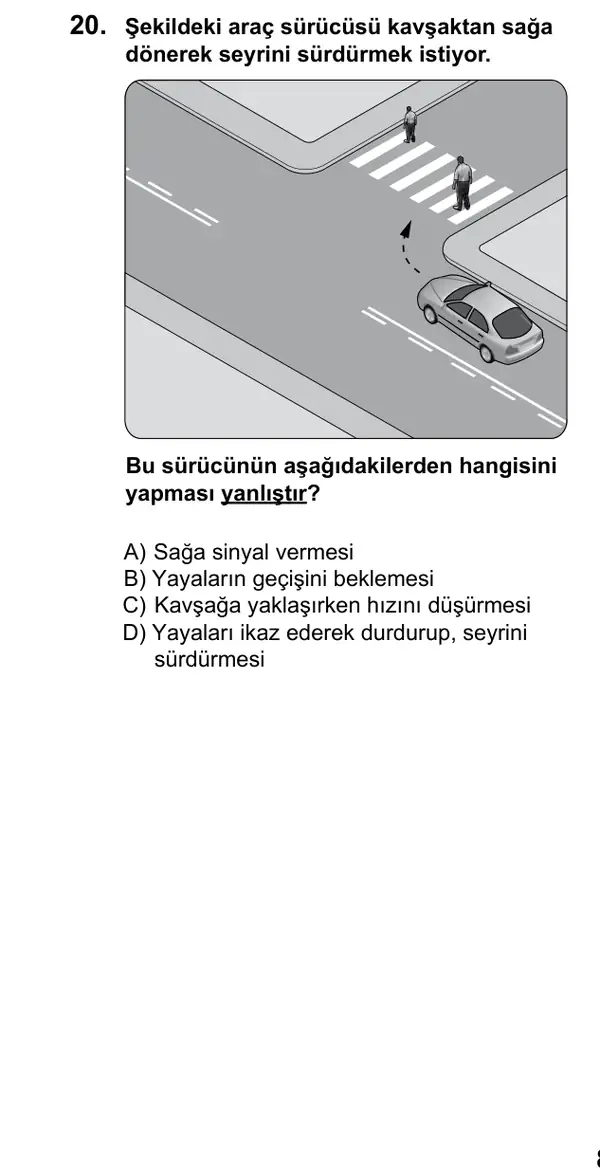 20. Şekildeki araç sürücüsü kavşaktan sağa
dönerek seyrini sürdürmek istiyor.
Bu sürücünün aşağıdakilerden hangisini
yapması yanlıştır?
A) Sağa sinyal vermesi
B) Yayaların geçişini beklemesi
C) Kavşağa yaklaşırken hızını düşürmesi
D) Yayaları ikaz ederek durdurup, seyrini
sürdürmesi